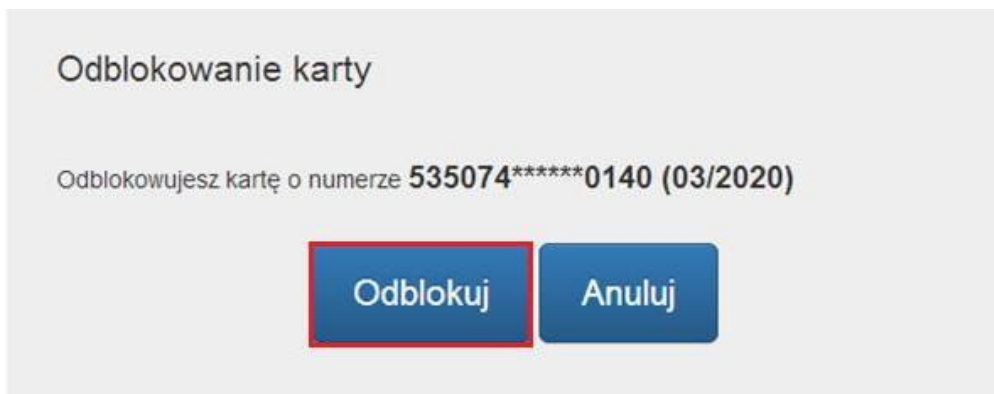 Odblokowanie karty
Odblokowujesz kartę o numerze 535074******0140 (03/2020)
Odblokuj Anuluj